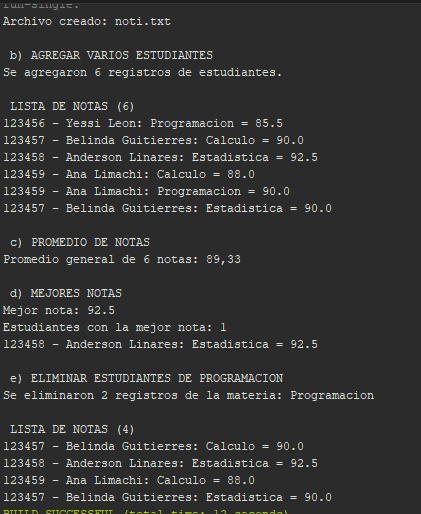 run-single:
Archivo creado: noti.txt
b) AGREGAR VARIOS ESTUDIANTES
Se agregaron 6 registros de estudiantes.
LISTA DE NOTAS (6)
123456 - Yessi Leon: Programacion = 85.5
123457 - Belinda Guitierres: Calculo = 90.0
123458 - Anderson Linares: Estadistica = 92.5
123459 - Ana Limachi: Calculo = 88.0
123459 - Ana Limachi: Programacion = 90.0
123457 - Belinda Guitierres: Estadistica = 90.0
c) PROMEDIO DE NOTAS
Promedio general de 6 notas: 89,33
d) MEJORES NOTAS
Mejor nota: 92.5
Estudiantes con la mejor nota: 1
123458 - Anderson Linares: Estadistica = 92.5
e) ELIMINAR ESTUDIANTES DE PROGRAMACION
Se eliminaron 2 registros de la materia: Programacion
LISTA DE NOTAS (4)
123457 - Belinda Guitierres: Calculo = 90.0
123458 - Anderson Linares: Estadistica = 92.5
123459 - Ana Limachi: Calculo = 88.0
123457 - Belinda Guitierres: Estadistica = 90.0
BUILD SUCCESSFUL (total time: 12 seconds)